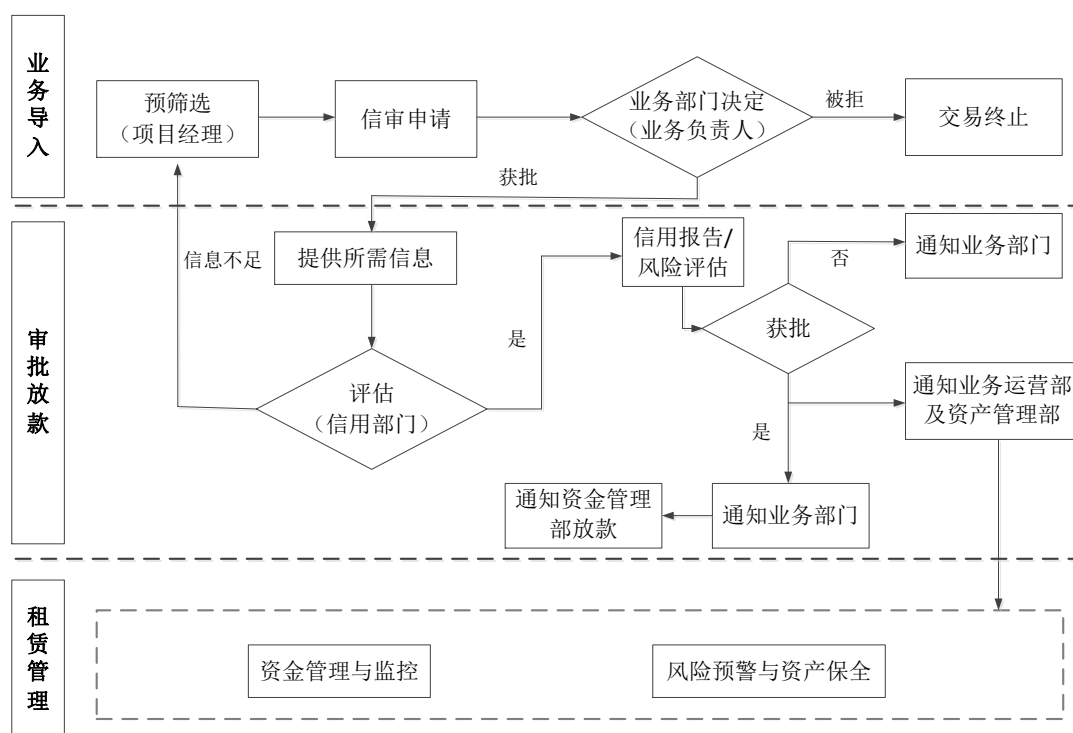 业务导入
预筛选
（项目经理）
信审申请
业务部门决定
（业务负责人）
被拒
交易终止
获批
审批放款
信息不足
提供所需信息
信用报告/
风险评估
否
通知业务部门
是
获批
评估
（信用部门）
通知业务运营部
及资产管理部
是
通知资金管理
部放款
通知业务部门
租赁管理
资金管理与监控
风险预警与资产保全